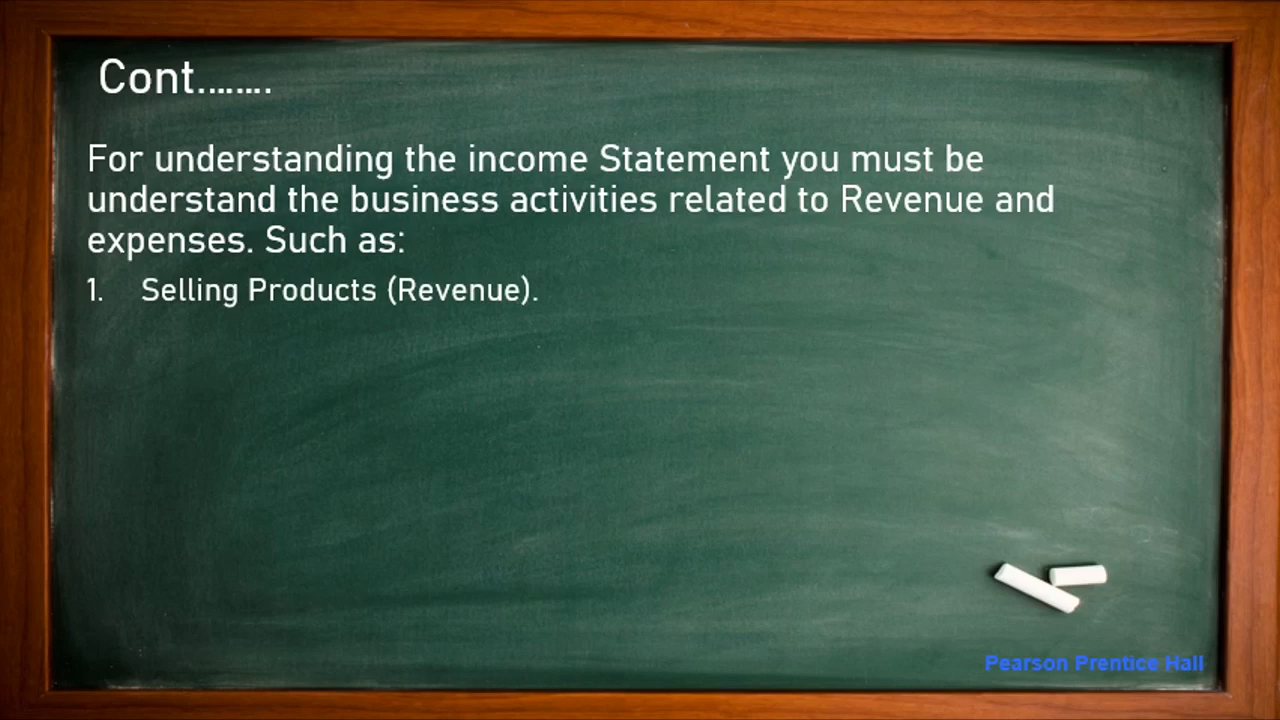 Cont........
For understanding the income Statement you must be
understand the business activities related to Revenue and
expenses. Such as:
1. Selling Products (Revenue).
Pearson Prentice Hall